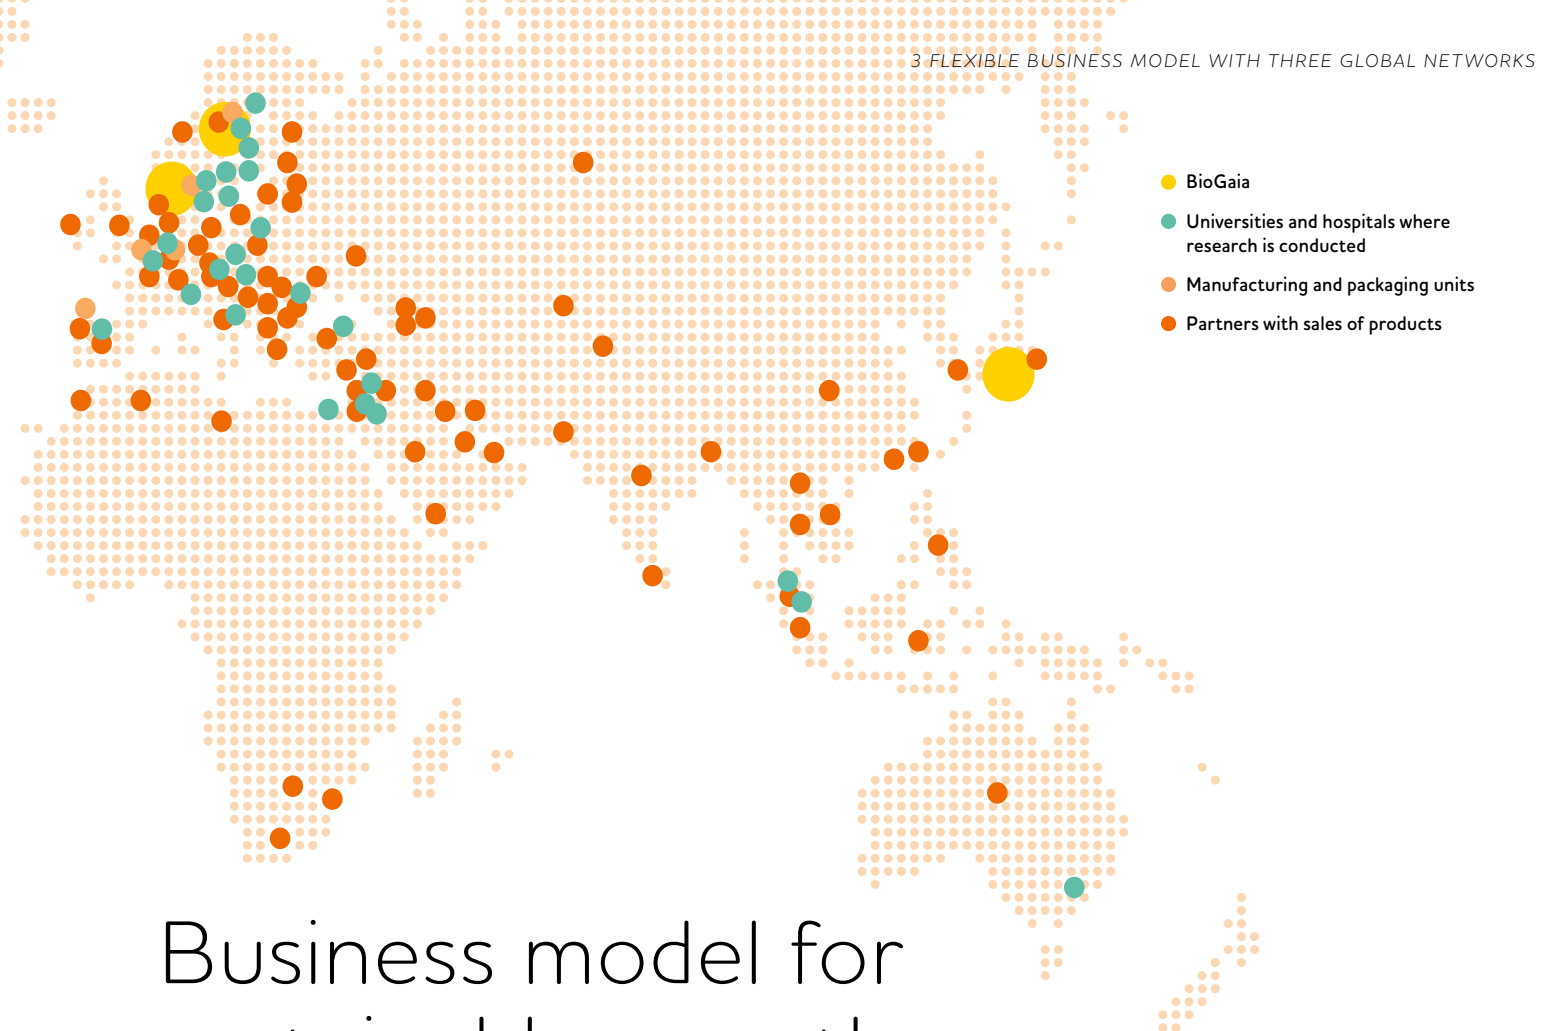 3 FLEXIBLE BUSINESS MODEL WITH THREE GLOBAL NETWORKS
BioGaia
Universities and hospitals where
research is conducted
Manufacturing and packaging units
Partners with sales of products
Business model for